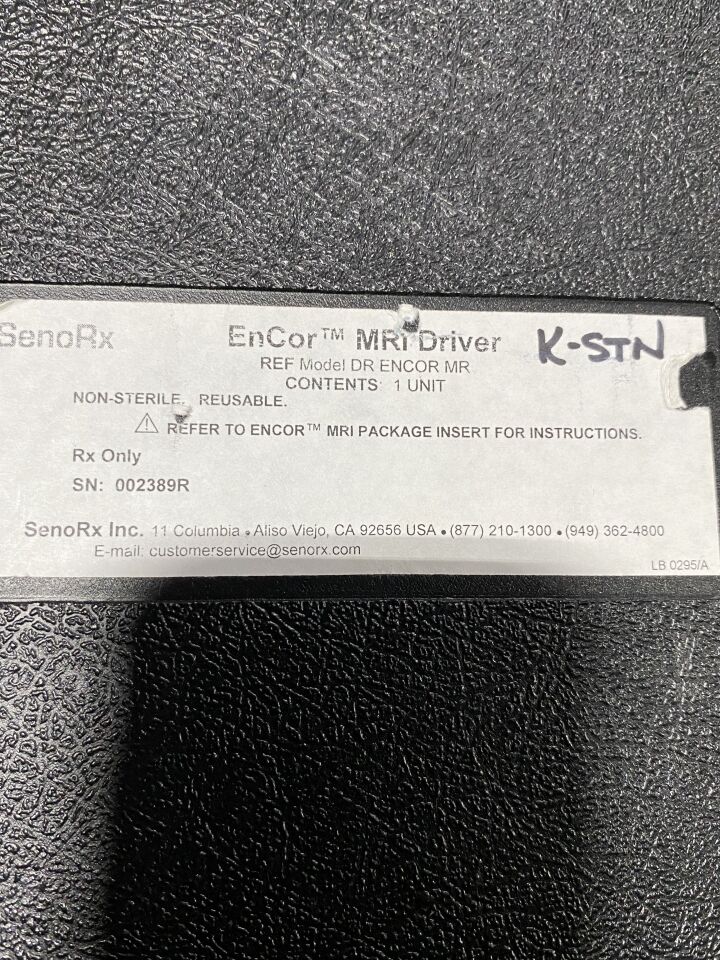 SenoRx EnCor™ MRI Driver K-STN
REF Model DR ENCOR MR
CONTENTS: 1 UNIT
NON-STERILE. REUSABLE.
⚠ REFER TO ENCOR™ MRI PACKAGE INSERT FOR INSTRUCTIONS.
Rx Only
SN: 002389R
SenoRx Inc. 11 Columbia • Aliso Viejo, CA 92656 USA • (877) 210-1300 • (949) 362-4800
E-mail: customerservice@senorx.com
LB 0295/A